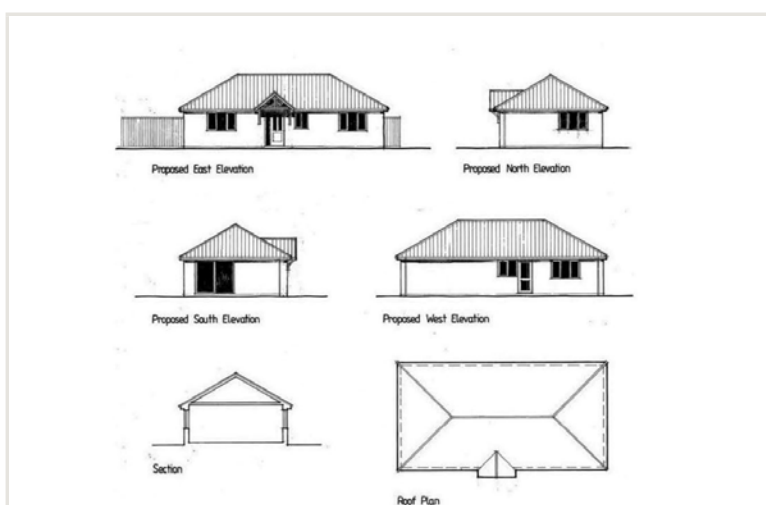 Proposed East Elevation
Proposed North Elevation
Proposed South Elevation
Proposed West Elevation
Section
Roof Plan